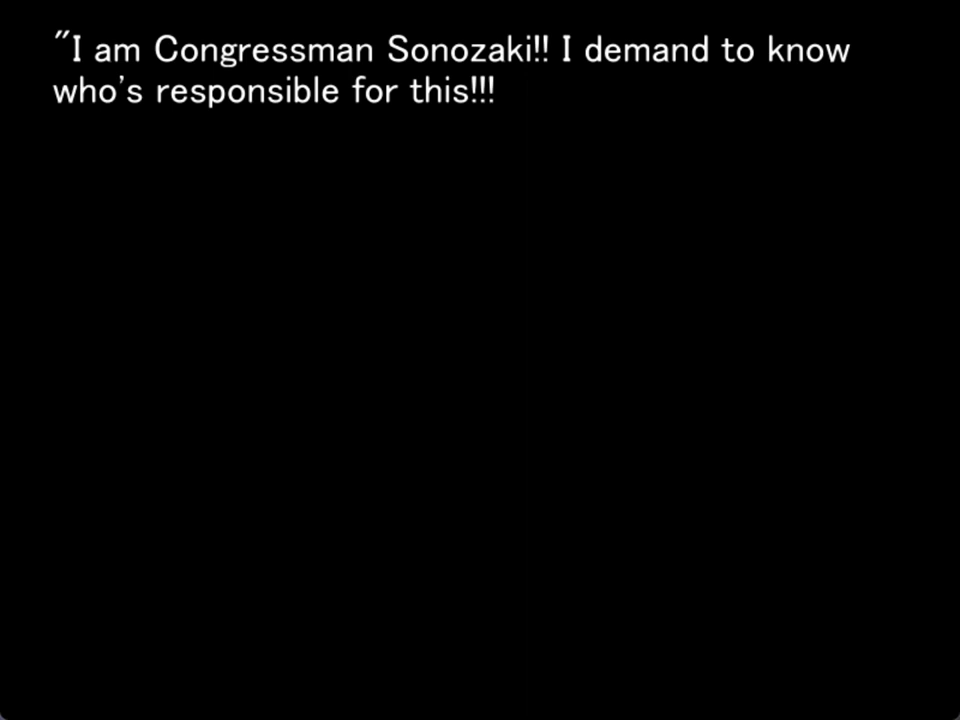 "I am Congressman Sonozaki!! I demand to know
who's responsible for this!!!